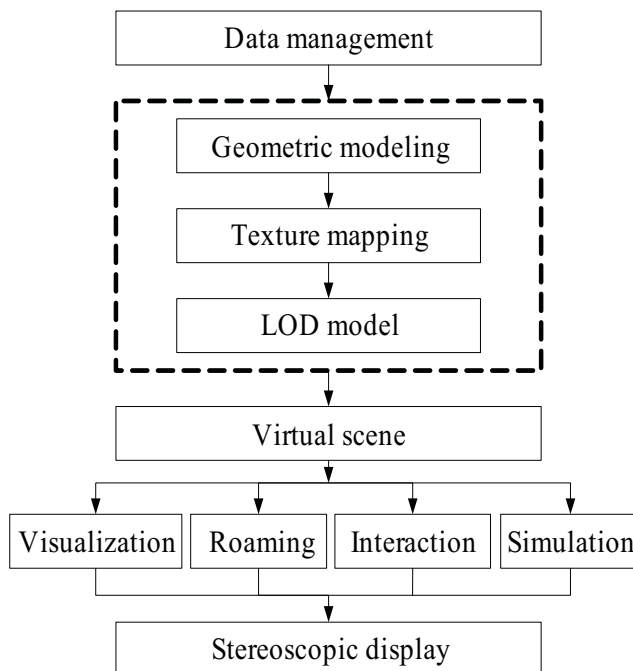 Data management
Geometric modeling
Texture mapping
LOD model
Virtual scene
Visualization
Roaming
Interaction
Simulation
Stereoscopic display